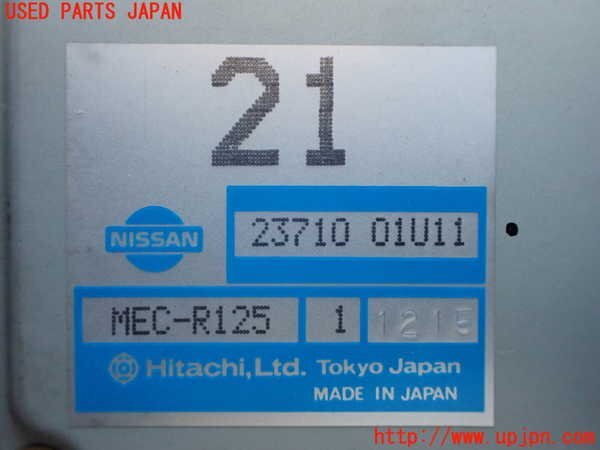 USED PARTS JAPAN
21
NISSAN
23710 01U11
MEC-R125 1 1215
Hitachi, Ltd. Tokyo Japan
MADE IN JAPAN
http://www.upjpn.com